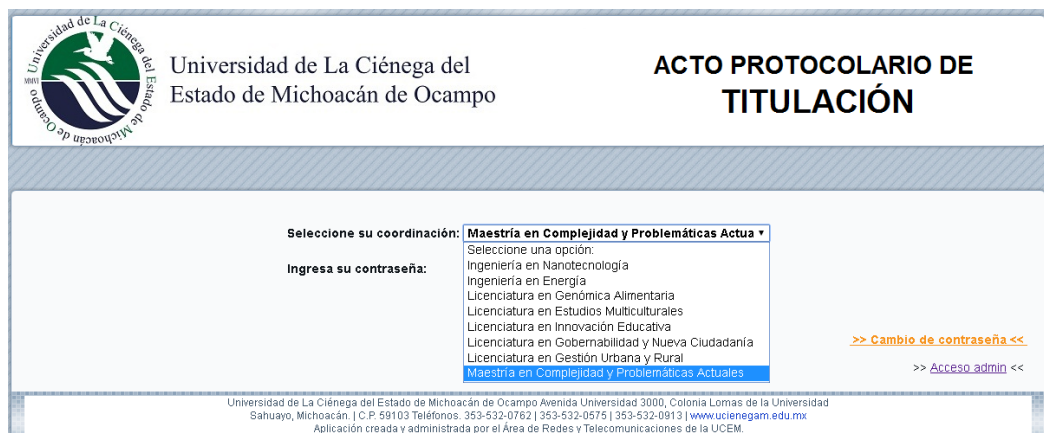 Universidad de La Ciénega del Estado de Michoacán de Ocampo
MMVI
Universidad de La Ciénega del
Estado de Michoacán de Ocampo
ACTO PROTOCOLARIO DE
TITULACIÓN
Seleccione su coordinación: Maestría en Complejidad y Problemáticas Actua
Seleccione una opción:
Ingresa su contraseña:
Ingeniería en Nanotecnología
Ingeniería en Energía
Licenciatura en Genómica Alimentaria
Licenciatura en Estudios Multiculturales
Licenciatura en Innovación Educativa
Licenciatura en Gobernabilidad y Nueva Ciudadanía
Licenciatura en Gestión Urbana y Rural
Maestría en Complejidad y Problemáticas Actuales
>> Cambio de contraseña <<
>> Acceso admin <<
Universidad de La Ciénega del Estado de Michoacán de Ocampo Avenida Universidad 3000, Colonia Lomas de la Universidad
Sahuayo, Michoacán. | C.P. 59103 Teléfonos. 353-532-0762 | 353-532-0575 | 353-532-0913 | www.ucienegam.edu.mx
Aplicación creada y administrada por el Área de Redes y Telecomunicaciones de la UCEM.